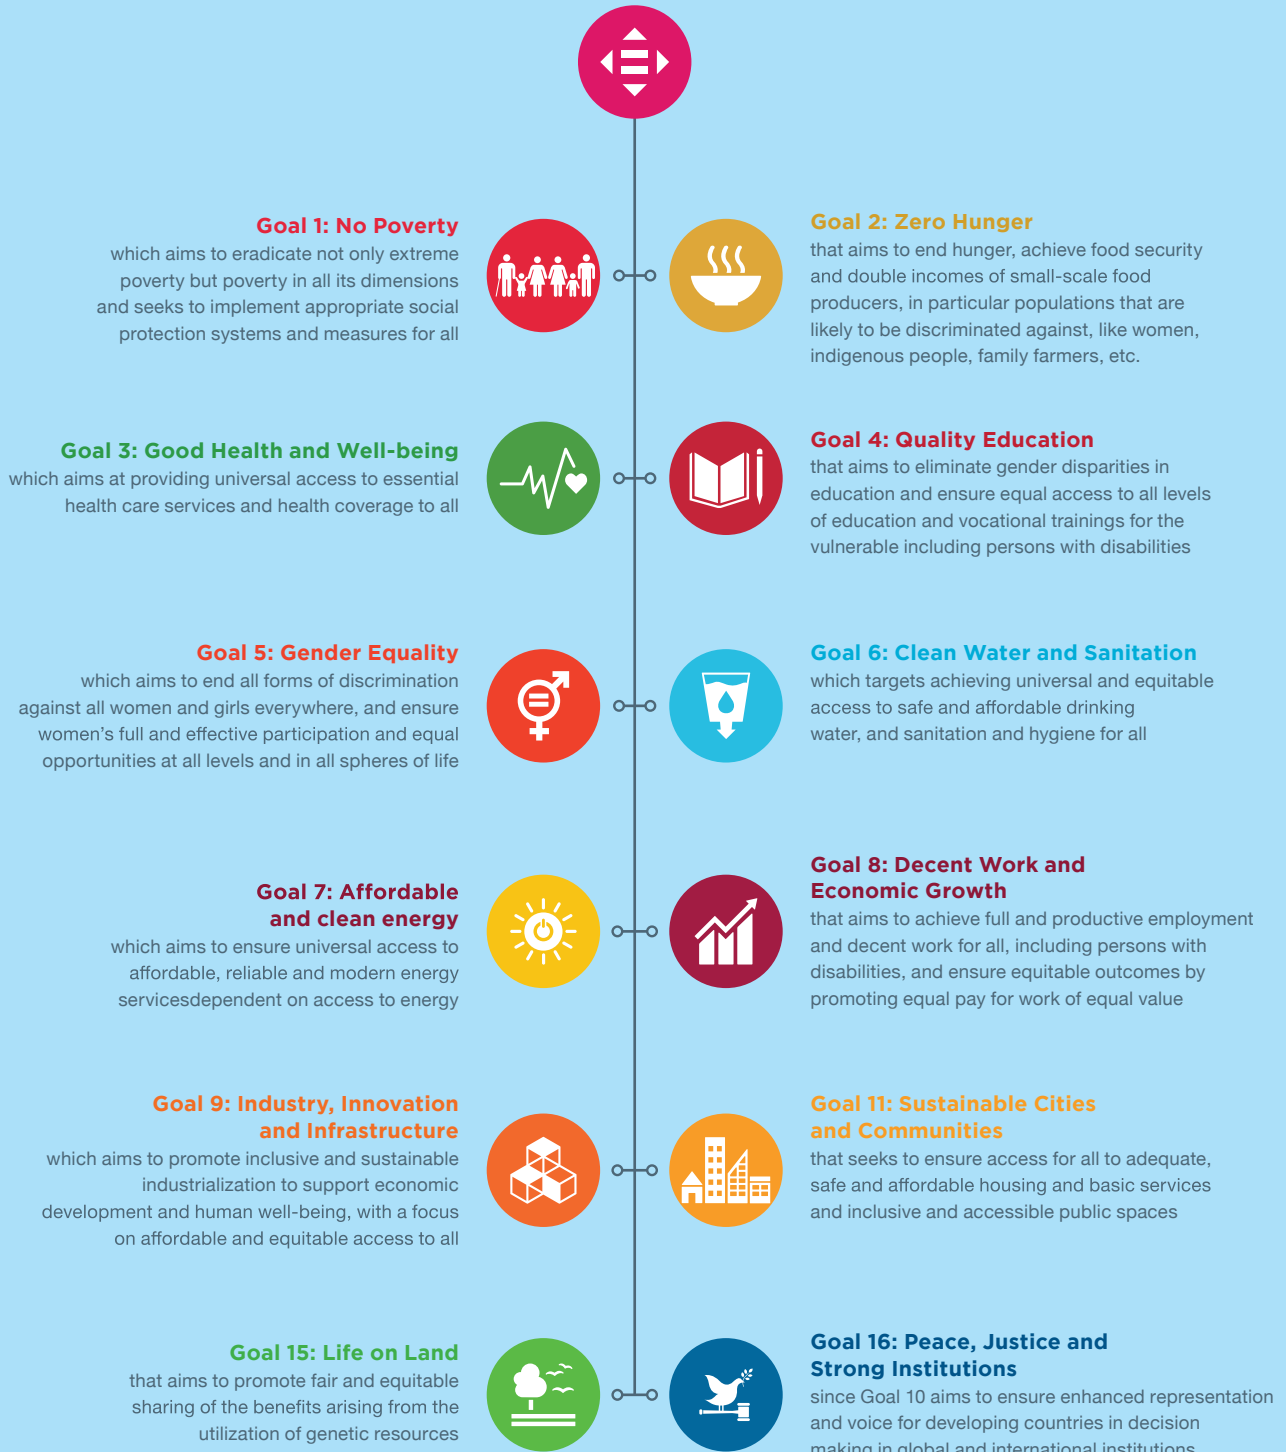 Goal 1: No Poverty
which aims to eradicate not only extreme
poverty but poverty in all its dimensions
and seeks to implement appropriate social
protection systems and measures for all
Goal 2: Zero Hunger
that aims to end hunger, achieve food security
and double incomes of small-scale food
producers, in particular populations that are
likely to be discriminated against, like women,
indigenous people, family farmers, etc.
Goal 3: Good Health and Well-being
which aims at providing universal access to essential
health care services and health coverage to all
Goal 4: Quality Education
that aims to eliminate gender disparities in
education and ensure equal access to all levels
of education and vocational trainings for the
vulnerable including persons with disabilities
Goal 5: Gender Equality
which aims to end all forms of discrimination
against all women and girls everywhere, and ensure
women’s full and effective participation and equal
opportunities at all levels and in all spheres of life
Goal 6: Clean Water and Sanitation
which targets achieving universal and equitable
access to safe and affordable drinking
water, and sanitation and hygiene for all
Goal 7: Affordable
and clean energy
which aims to ensure universal access to
affordable, reliable and modern energy
servicesdependent on access to energy
Goal 8: Decent Work and
Economic Growth
that aims to achieve full and productive employment
and decent work for all, including persons with
disabilities, and ensure equitable outcomes by
promoting equal pay for work of equal value
Goal 9: Industry, Innovation
and Infrastructure
which aims to promote inclusive and sustainable
industrialization to support economic
development and human well-being, with a focus
on affordable and equitable access to all
Goal 11: Sustainable Cities
and Communities
that seeks to ensure access for all to adequate,
safe and affordable housing and basic services
and inclusive and accessible public spaces
Goal 15: Life on Land
that aims to promote fair and equitable
sharing of the benefits arising from the
utilization of genetic resources
Goal 16: Peace, Justice and
Strong Institutions
since Goal 10 aims to ensure enhanced representation
and voice for developing countries in decision
making in global and international institutions